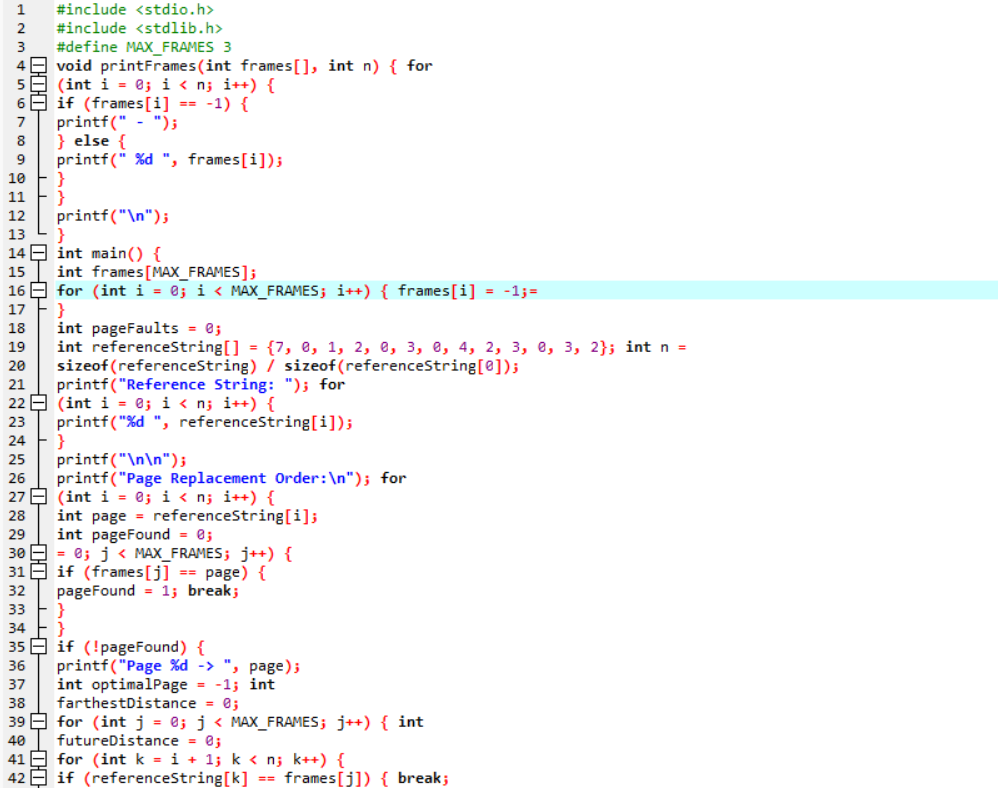 1 #include <stdio.h>
2 #include <stdlib.h>
3 #define MAX_FRAMES 3
4 void printFrames(int frames[], int n) { for
5 (int i = 0; i < n; i++) {
6 if (frames[i] == -1) {
7 printf(" - ");
8 } else {
9 printf(" %d ", frames[i]);
10 }
11 }
12 printf("\n");
13 }
14 int main() {
15 int frames[MAX_FRAMES];
16 for (int i = 0; i < MAX_FRAMES; i++) { frames[i] = -1;=
17 }
18 int pageFaults = 0;
19 int referenceString[] = {7, 0, 1, 2, 0, 3, 0, 4, 2, 3, 0, 3, 2}; int n =
20 sizeof(referenceString) / sizeof(referenceString[0]);
21 printf("Reference String: "); for
22 (int i = 0; i < n; i++) {
23 printf("%d ", referenceString[i]);
24 }
25 printf("\n\n");
26 printf("Page Replacement Order:\n"); for
27 (int i = 0; i < n; i++) {
28 int page = referenceString[i];
29 int pageFound = 0;
30 = 0; j < MAX_FRAMES; j++) {
31 if (frames[j] == page) {
32 pageFound = 1; break;
33 }
34 }
35 if (!pageFound) {
36 printf("Page %d -> ", page);
37 int optimalPage = -1; int
38 farthestDistance = 0;
39 for (int j = 0; j < MAX_FRAMES; j++) { int
40 futureDistance = 0;
41 for (int k = i + 1; k < n; k++) {
42 if (referenceString[k] == frames[j]) { break;